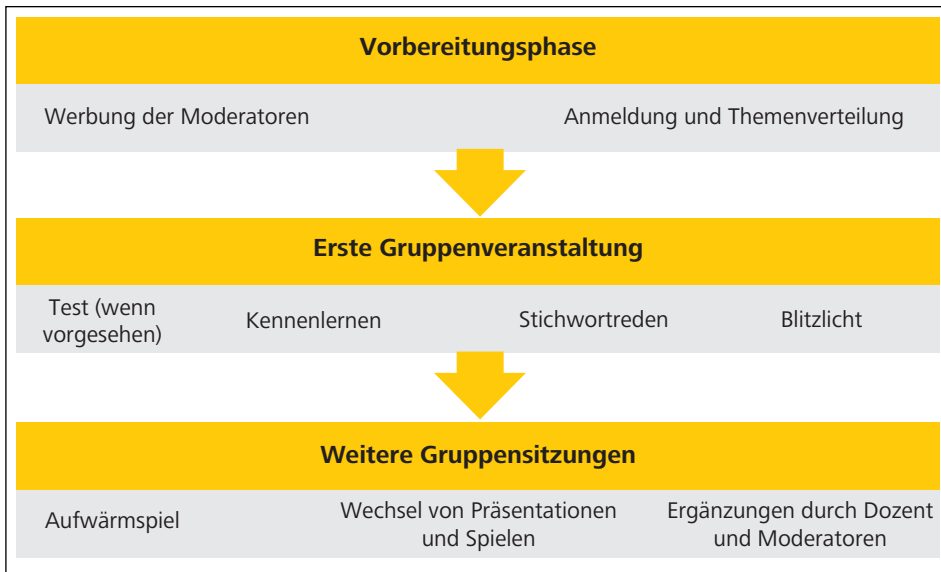 Vorbereitungsphase
Werbung der Moderatoren
Anmeldung und Themenverteilung
Erste Gruppenveranstaltung
Test (wenn
vorgesehen)
Kennenlernen
Stichwortreden
Blitzlicht
Weitere Gruppensitzungen
Aufwärmspiel
Wechsel von Präsentationen
und Spielen
Ergänzungen durch Dozent
und Moderatoren